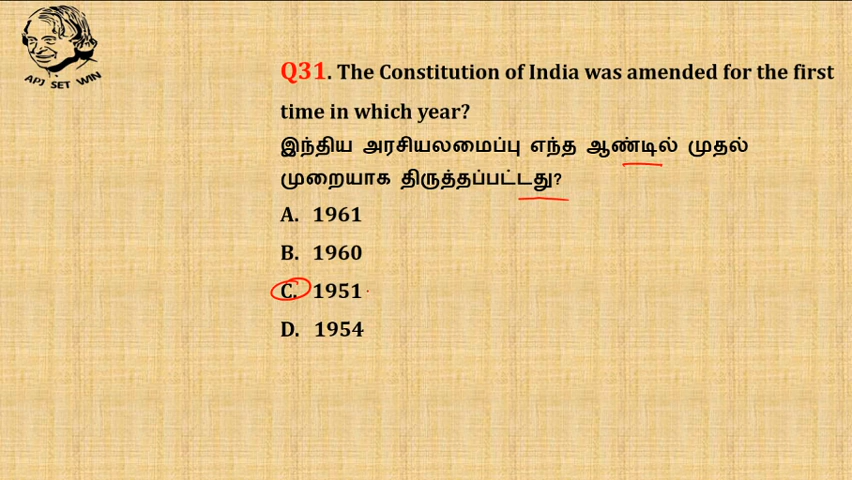 APJ SET WIN
Q31. The Constitution of India was amended for the first
time in which year?
இந்திய அரசியலமைப்பு எந்த ஆண்டில் முதல்
முறையாக திருத்தப்பட்டது?
A. 1961
B. 1960
C. 1951
D. 1954